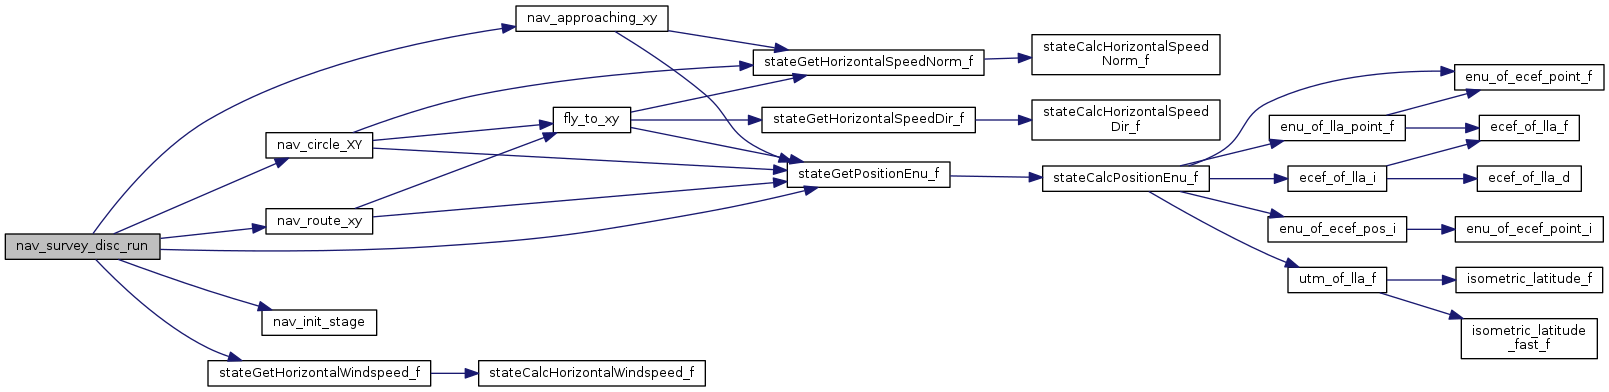 nav_survey_disc_run
nav_approaching_xy
nav_circle_XY
nav_route_xy
nav_init_stage
stateGetHorizontalWindspeed_f
stateCalcHorizontalWindspeed_f
fly_to_xy
stateGetHorizontalSpeedNorm_f
stateGetHorizontalSpeedDir_f
stateGetPositionEnu_f
stateCalcHorizontalSpeed
Norm_f
stateCalcHorizontalSpeed
Dir_f
stateCalcPositionEnu_f
enu_of_lla_point_f
ecef_of_lla_i
enu_of_ecef_pos_i
utm_of_lla_f
enu_of_ecef_point_f
ecef_of_lla_f
ecef_of_lla_d
enu_of_ecef_point_i
isometric_latitude_f
isometric_latitude
_fast_f